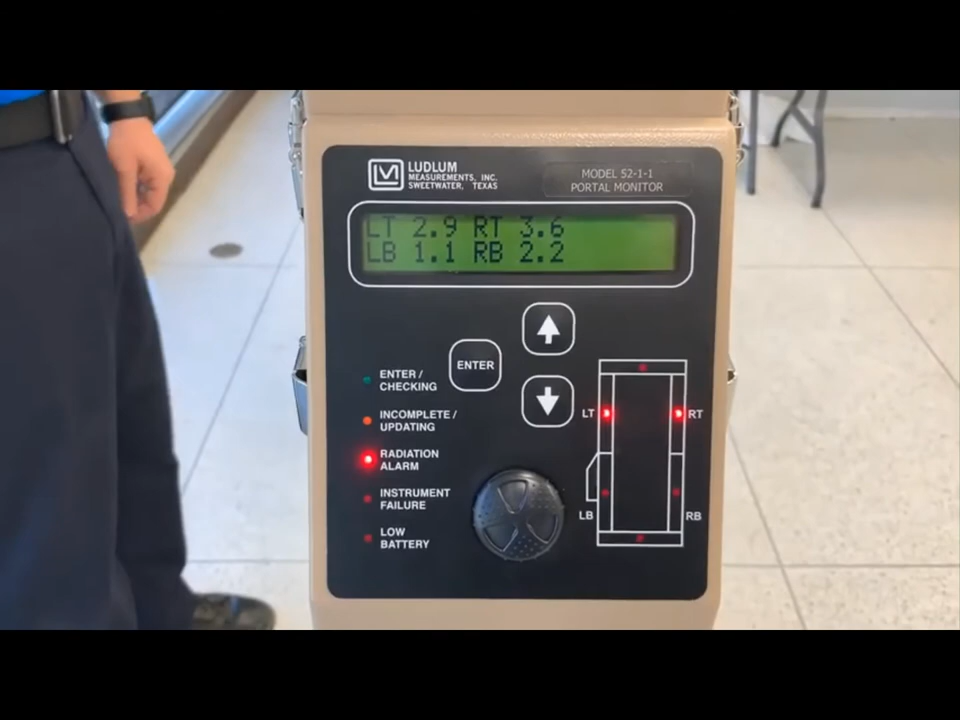 LUDLUM
MEASUREMENTS, INC.
SWEETWATER, TEXAS
MODEL 52-1-1
PORTAL MONITOR
LT 2.9 RT 3.6
LB 1.1 RB 2.2
ENTER
ENTER /
CHECKING
INCOMPLETE /
UPDATING
RADIATION
ALARM
INSTRUMENT
FAILURE
LOW
BATTERY
LT
RT
LB
RB